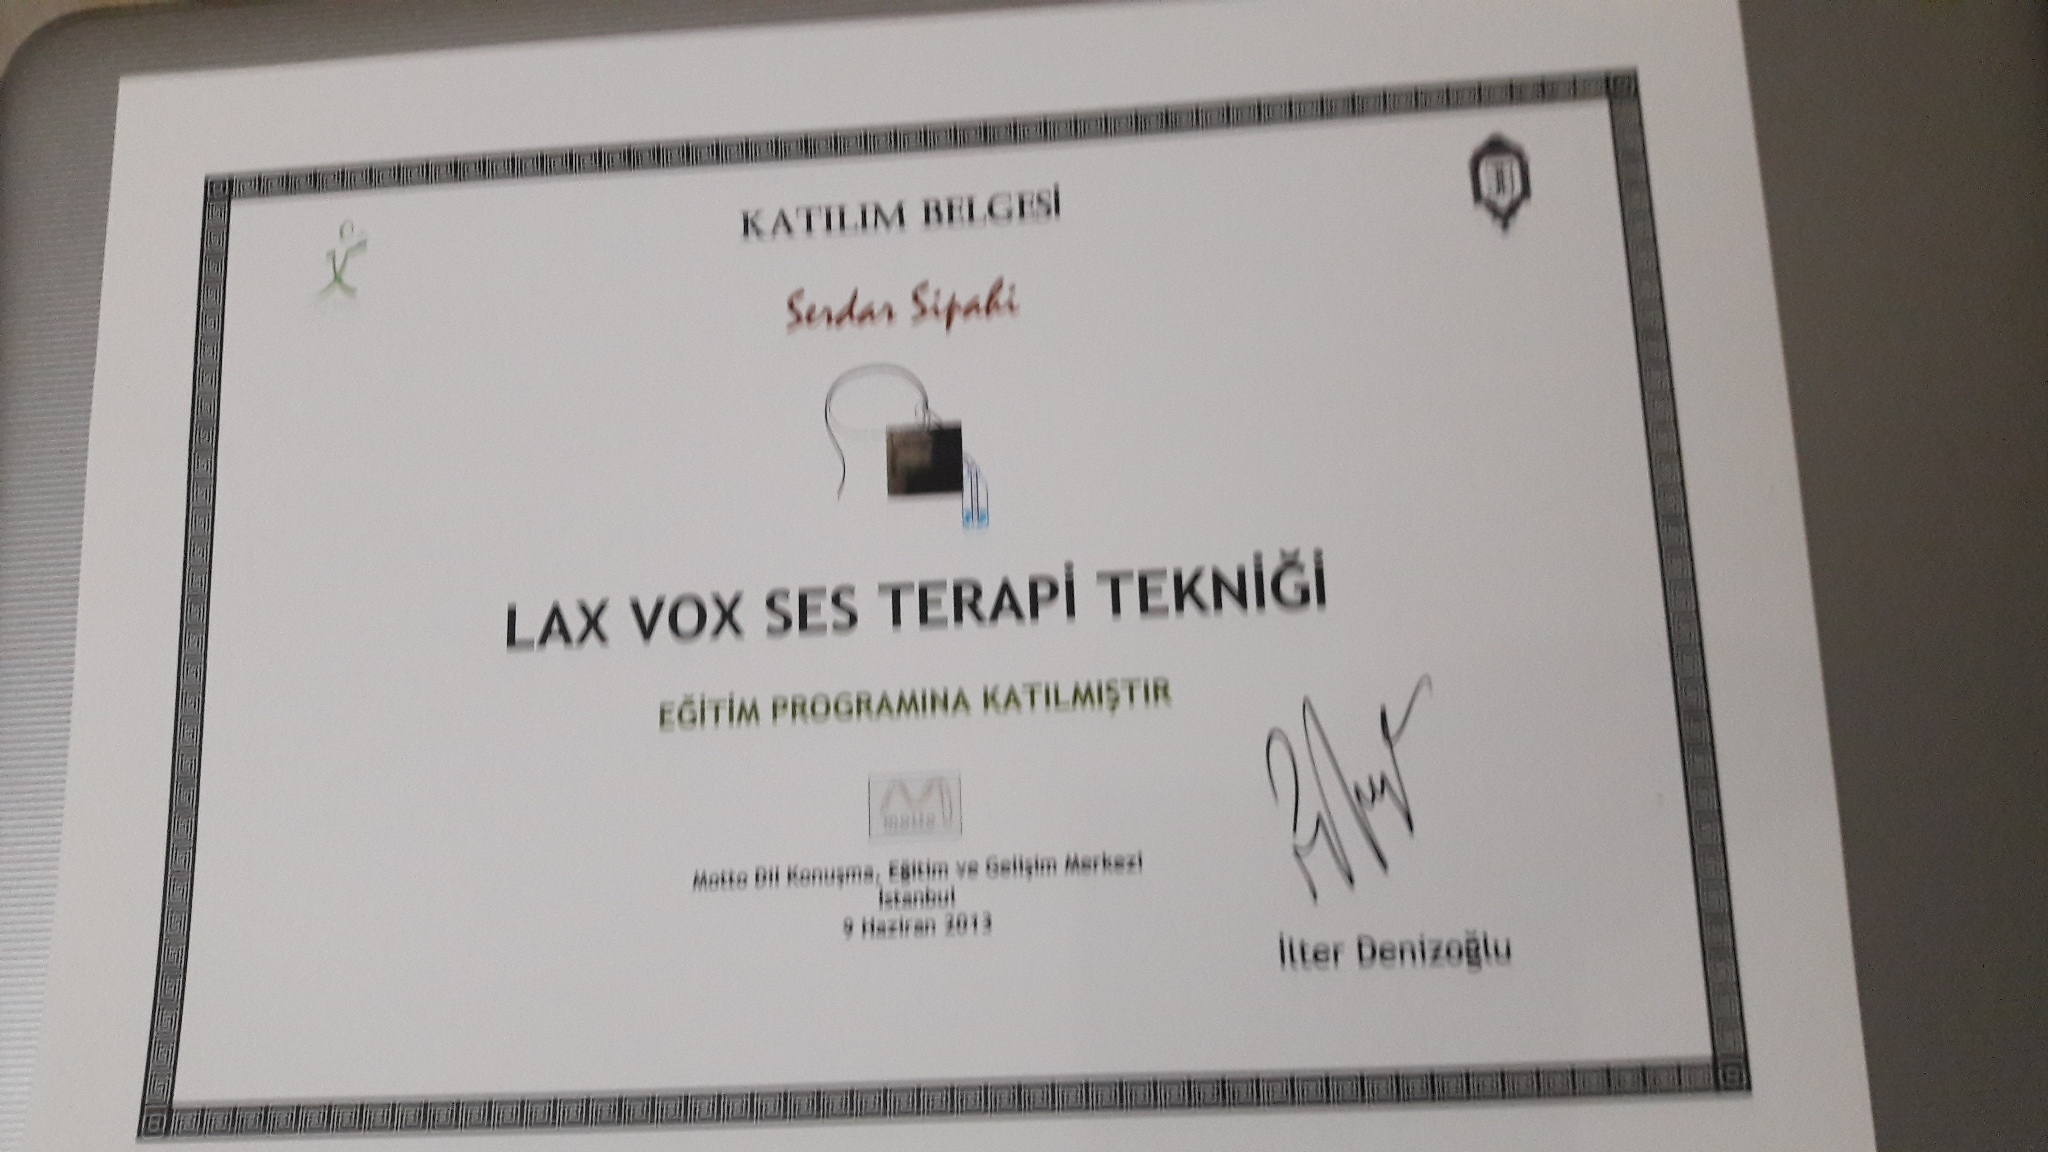 KATILIM BELGESİ
Serdar Sipahi
LAX VOX SES TERAPİ TEKNİĞİ
EĞİTİM PROGRAMINA KATILMIŞTIR
motto
Motto Dil Konuşma, Eğitim ve Gelişim Merkezi
İstanbul
9 Haziran 2013
İlter Denizoğlu